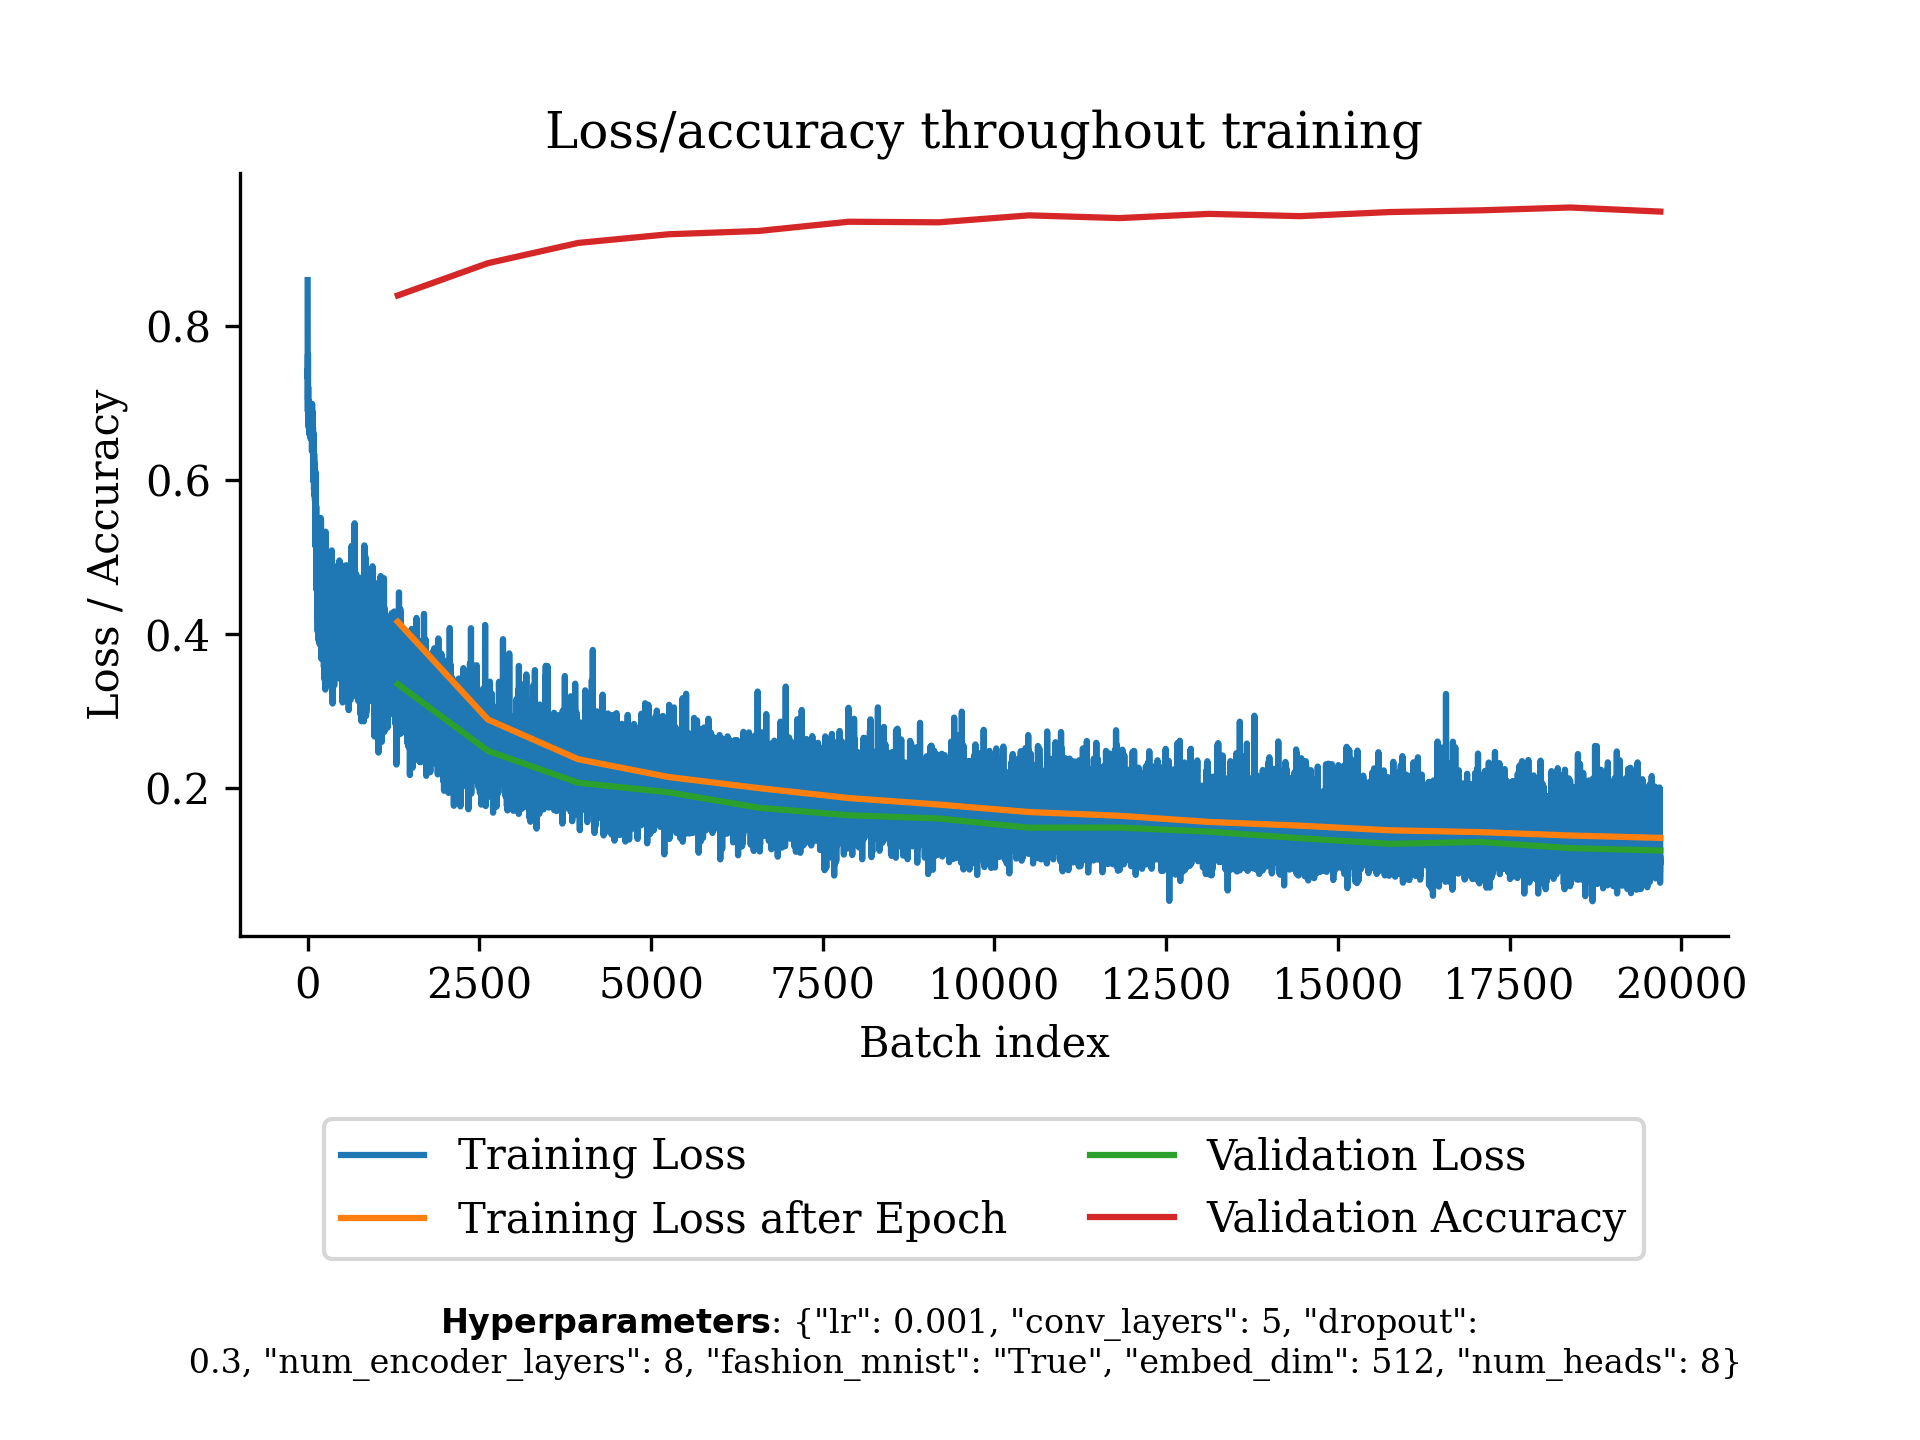 Loss/accuracy throughout training
Loss / Accuracy
0.8
0.6
0.4
0.2
0 2500 5000 7500 10000 12500 15000 17500 20000
Batch index
Training Loss
Training Loss after Epoch
Validation Loss
Validation Accuracy
Hyperparameters: {"lr": 0.001, "conv_layers": 5, "dropout":
0.3, "num_encoder_layers": 8, "fashion_mnist": "True", "embed_dim": 512, "num_heads": 8}